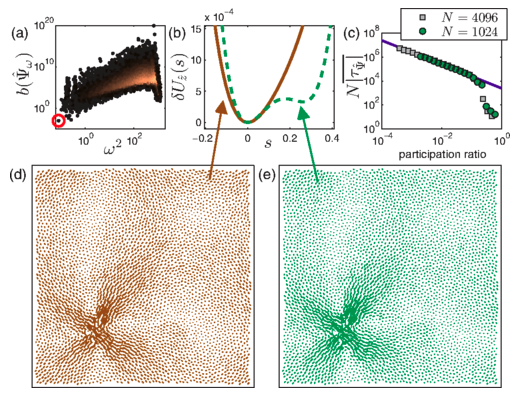 (a)
10^20
10^10
10^0
b(Ψ̂_ω)
10^0
10^2
ω^2
(b)
× 10^-4
15
10
5
0
δU_ẑ(s)
−0.2
0
0.2
0.4
s
(c)
N = 4096
N = 1024
10^8
10^6
10^4
10^2
10^0
N|τ_Ψ̂|
10^-4
10^-2
10^0
participation ratio
(d)
(e)